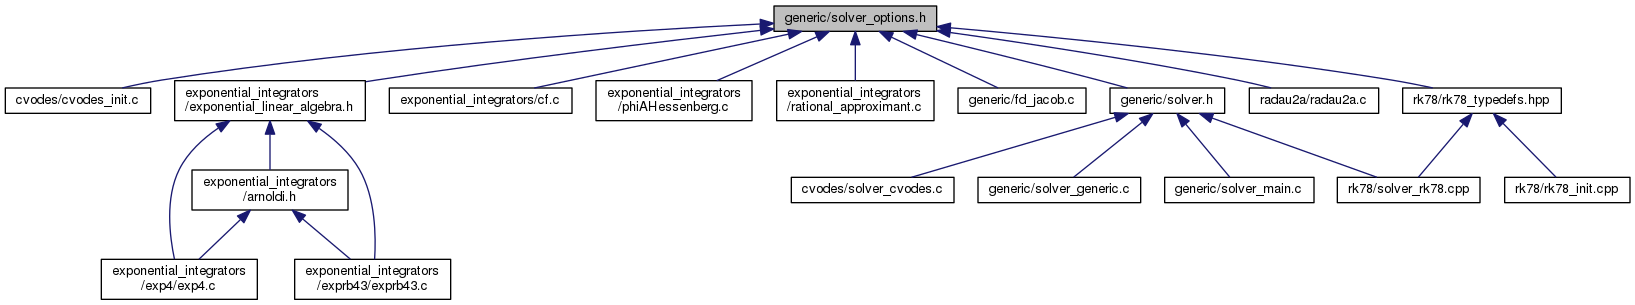 generic/solver_options.h
cvodes/cvodes_init.c
exponential_integrators
/exponential_linear_algebra.h
exponential_integrators/cf.c
exponential_integrators
/phiAHessenberg.c
exponential_integrators
/rational_approximant.c
generic/fd_jacob.c
generic/solver.h
radau2a/radau2a.c
rk78/rk78_typedefs.hpp
exponential_integrators
/arnoldi.h
cvodes/solver_cvodes.c
generic/solver_generic.c
generic/solver_main.c
rk78/solver_rk78.cpp
rk78/rk78_init.cpp
exponential_integrators
/exp4/exp4.c
exponential_integrators
/exprb43/exprb43.c